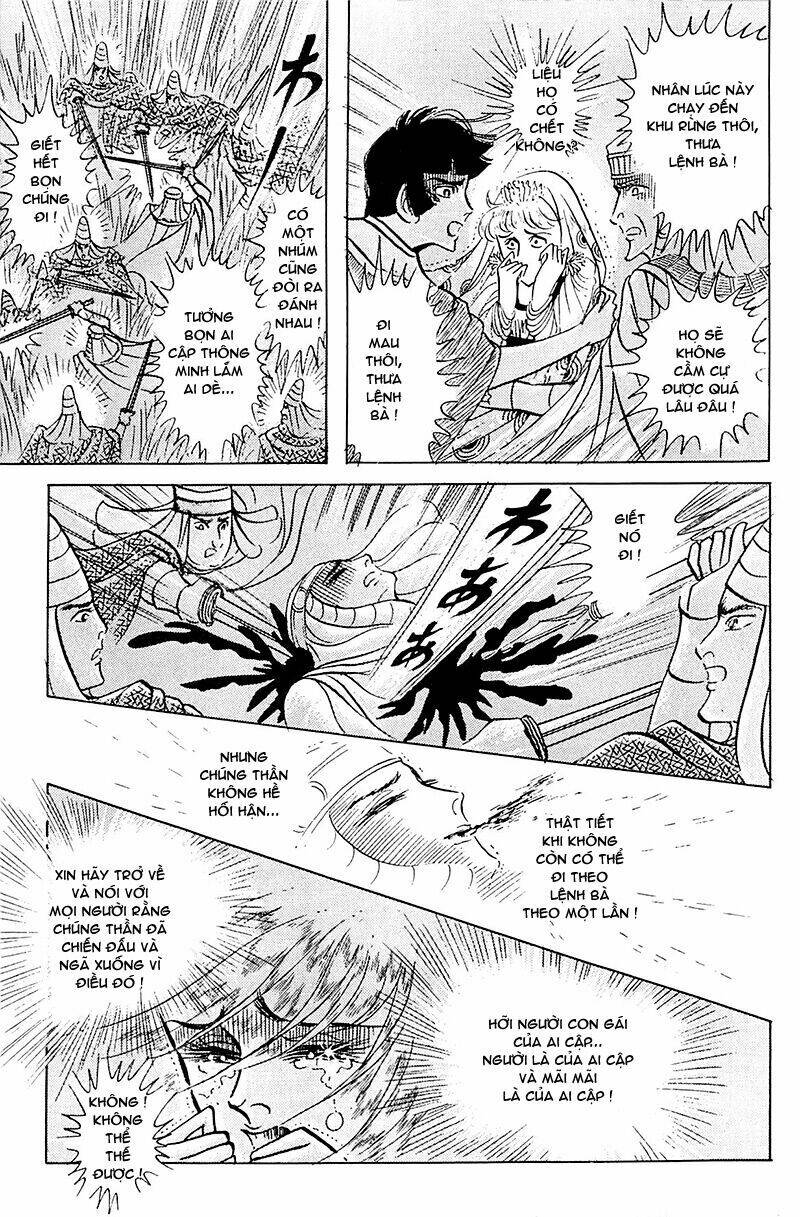 NHÂN LÚC NÀY
CHẠY ĐẾN
KHU RỪNG THÔI,
THƯA
LỆNH BÀ !
LIỆU
HỌ
CÓ
CHẾT
KHÔNG ?
HỌ SẼ
KHÔNG
CẦM CỰ
ĐƯỢC QUÁ
LÂU ĐÂU !
ĐI
MAU
THÔI,
THƯA
LỆNH
BÀ !
わ
GIẾT
HẾT
BỌN
CHÚNG
ĐI !
CÓ
MỘT
NHÚM
CŨNG
ĐÒI RA
ĐÁNH
NHAU !
TƯỞNG
BỌN AI
CẬP THÔNG
MINH LẮM
AI DÈ...
GIẾT
NÓ
ĐI !
わああ
NHƯNG
CHÚNG THẦN
KHÔNG HỀ
HỐI HẬN...
THẬT TIẾT
KHI KHÔNG
CÒN CÓ THỂ
ĐI THEO
LỆNH BÀ
THEO MỘT LẦN !
XIN HÃY TRỞ VỀ
VÀ NÓI VỚI
MỌI NGƯỜI RẰNG
CHÚNG THẦN ĐÃ
CHIẾN ĐẤU VÀ
NGÃ XUỐNG VÌ
ĐIỀU ĐÓ !
HỠI NGƯỜI CON GÁI
CỦA AI CẬP..
NGƯỜI LÀ CỦA AI CẬP
VÀ MÃI MÃI
LÀ CỦA AI CẬP !
KHÔNG !
KHÔNG
THỂ
THẾ
ĐƯỢC !